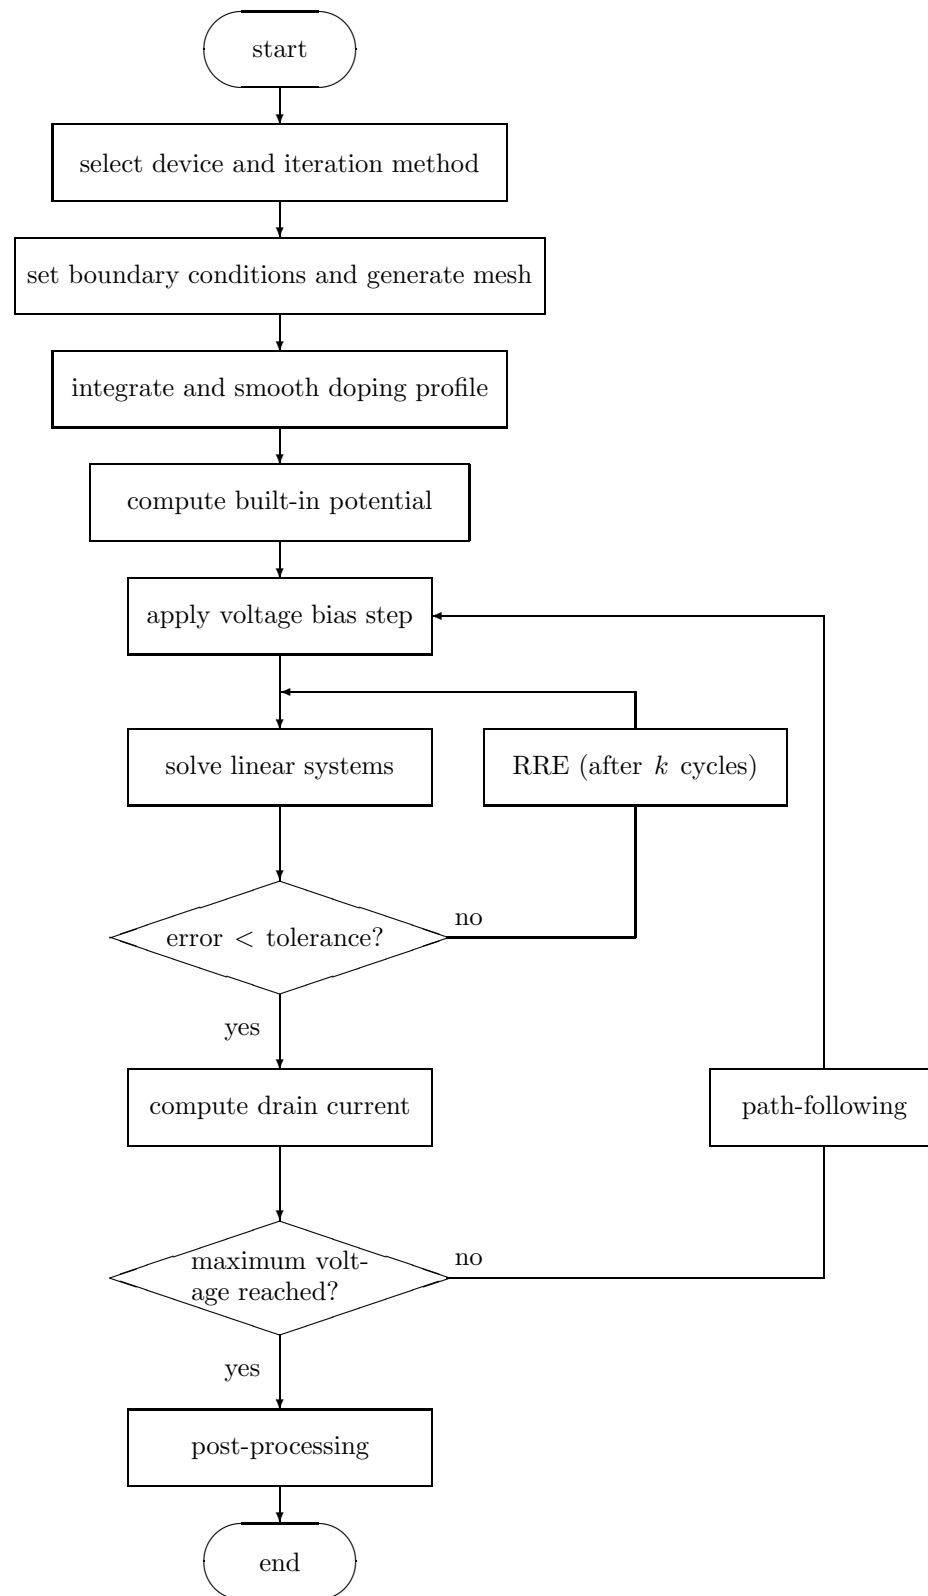 start
select device and iteration method
set boundary conditions and generate mesh
integrate and smooth doping profile
compute built-in potential
apply voltage bias step
solve linear systems
RRE (after k cycles)
error < tolerance?
no
yes
compute drain current
path-following
maximum volt-
age reached?
no
yes
post-processing
end